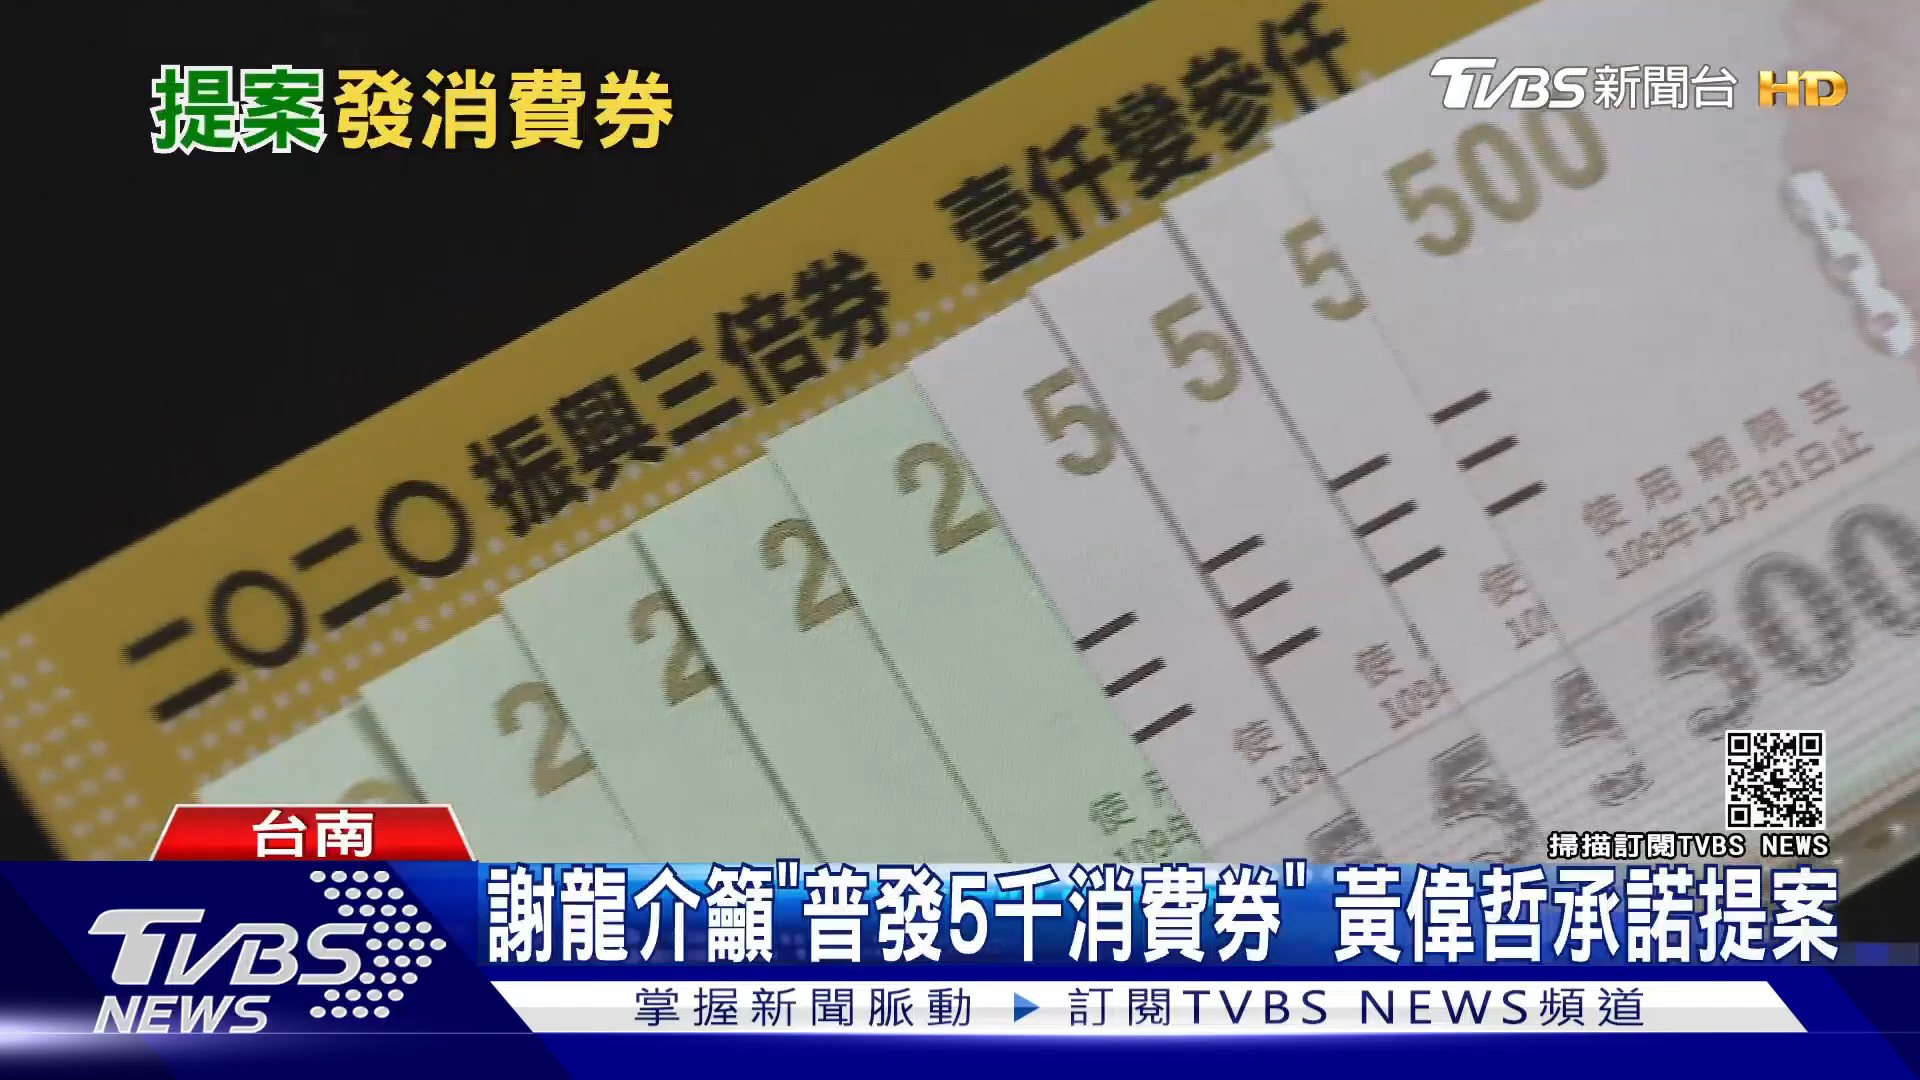 提案發消費券
TVBS新聞台 HD
二〇二〇振興三倍券·壹仟變參仟
2
2
2
2
5
5
5
500
使用期限至
109年12月31日止
500
掃描訂閱TVBS NEWS
台南
謝龍介籲"普發5千消費券" 黃偉哲承諾提案
TVBS
NEWS
掌握新聞脈動 ▶ 訂閱TVBS NEWS頻道